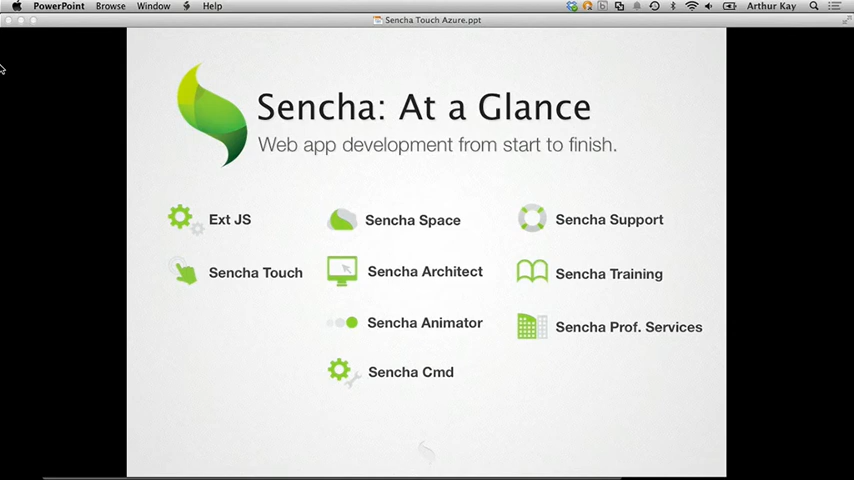 PowerPoint Browse Window Help Arthur Kay
Sencha Touch Azure.ppt
Sencha: At a Glance
Web app development from start to finish.
Ext JS
Sencha Touch
Sencha Space
Sencha Architect
Sencha Animator
Sencha Cmd
Sencha Support
Sencha Training
Sencha Prof. Services